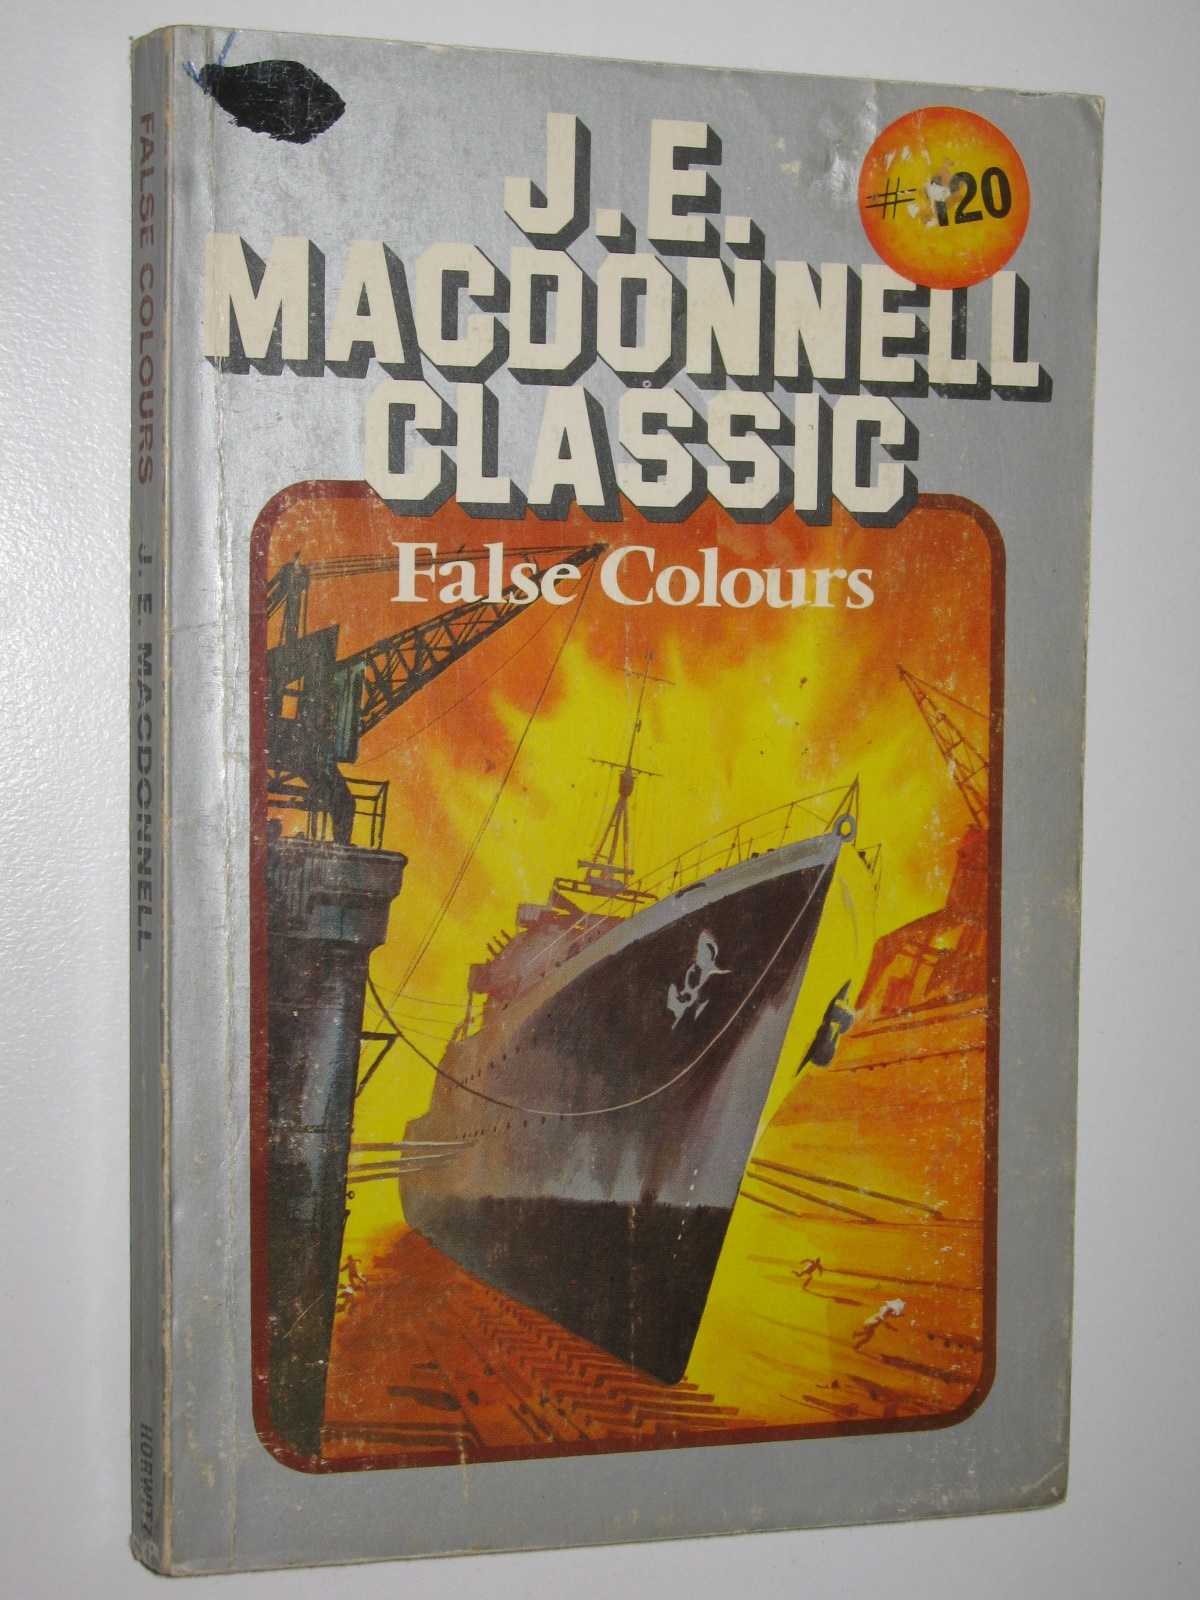 J. E.
MACDONNELL
CLASSIC
#120
False Colours
FALSE COLOURS J. E. MACDONNELL HORWITZ